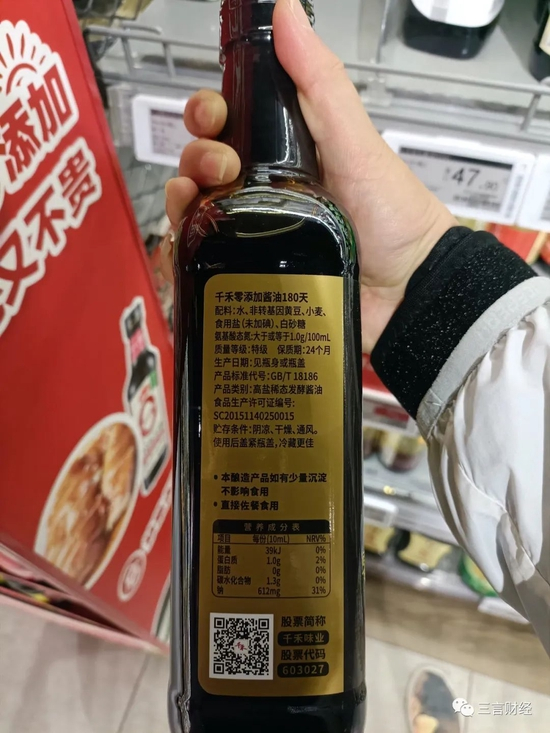 添加
又不贵
47.90
千禾零添加酱油180天
配料:水、非转基因黄豆、小麦、
食用盐(未加碘)、白砂糖
氨基酸态氮:大于或等于1.0g/100mL
质量等级:特级 保质期:24个月
生产日期:见瓶身或瓶盖
产品标准代号:GB/T 18186
产品类别:高盐稀态发酵酱油
食品生产许可证编号:
SC20151140250015
贮存条件:阴凉、干燥、通风。
使用后盖紧瓶盖,冷藏更佳
• 本酿造产品如有少量沉淀
不影响食用
• 直接佐餐食用
营养成分表
项目 每份(10mL) NRV%
能量 39kJ 0%
蛋白质 1.0g 2%
脂肪 0g 0%
碳水化合物 1.3g 0%
钠 612mg 31%
股票简称
千禾味业
股票代码
603027
三言财经